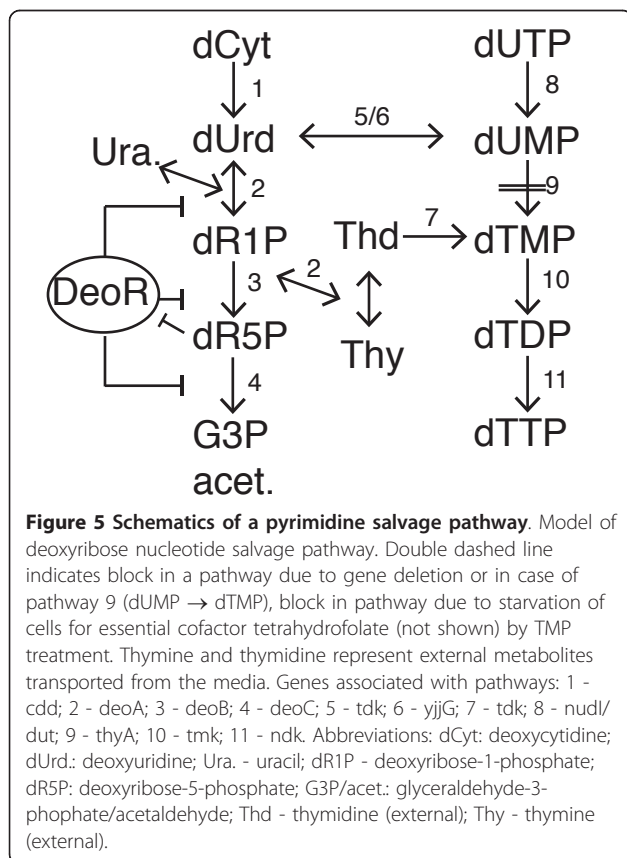 dCyt
dUTP
1
8
Ura.
dUrd
5/6
dUMP
2
9
dR1P
Thd
7
dTMP
DeoR
3
2
10
dR5P
Thy
dTDP
4
11
G3P
acet.
dTTP
Figure 5 Schematics of a pyrimidine salvage pathway. Model of
deoxyribose nucleotide salvage pathway. Double dashed line
indicates block in a pathway due to gene deletion or in case of
pathway 9 (dUMP → dTMP), block in pathway due to starvation of
cells for essential cofactor tetrahydrofolate (not shown) by TMP
treatment. Thymine and thymidine represent external metabolites
transported from the media. Genes associated with pathways: 1 -
cdd; 2 - deoA; 3 - deoB; 4 - deoC; 5 - tdk; 6 - yjjG; 7 - tdk; 8 - nudI/
dut; 9 - thyA; 10 - tmk; 11 - ndk. Abbreviations: dCyt: deoxycytidine;
dUrd.: deoxyuridine; Ura. - uracil; dR1P - deoxyribose-1-phosphate;
dR5P: deoxyribose-5-phosphate; G3P/acet.: glyceraldehyde-3-
phophate/acetaldehyde; Thd - thymidine (external); Thy - thymine
(external).